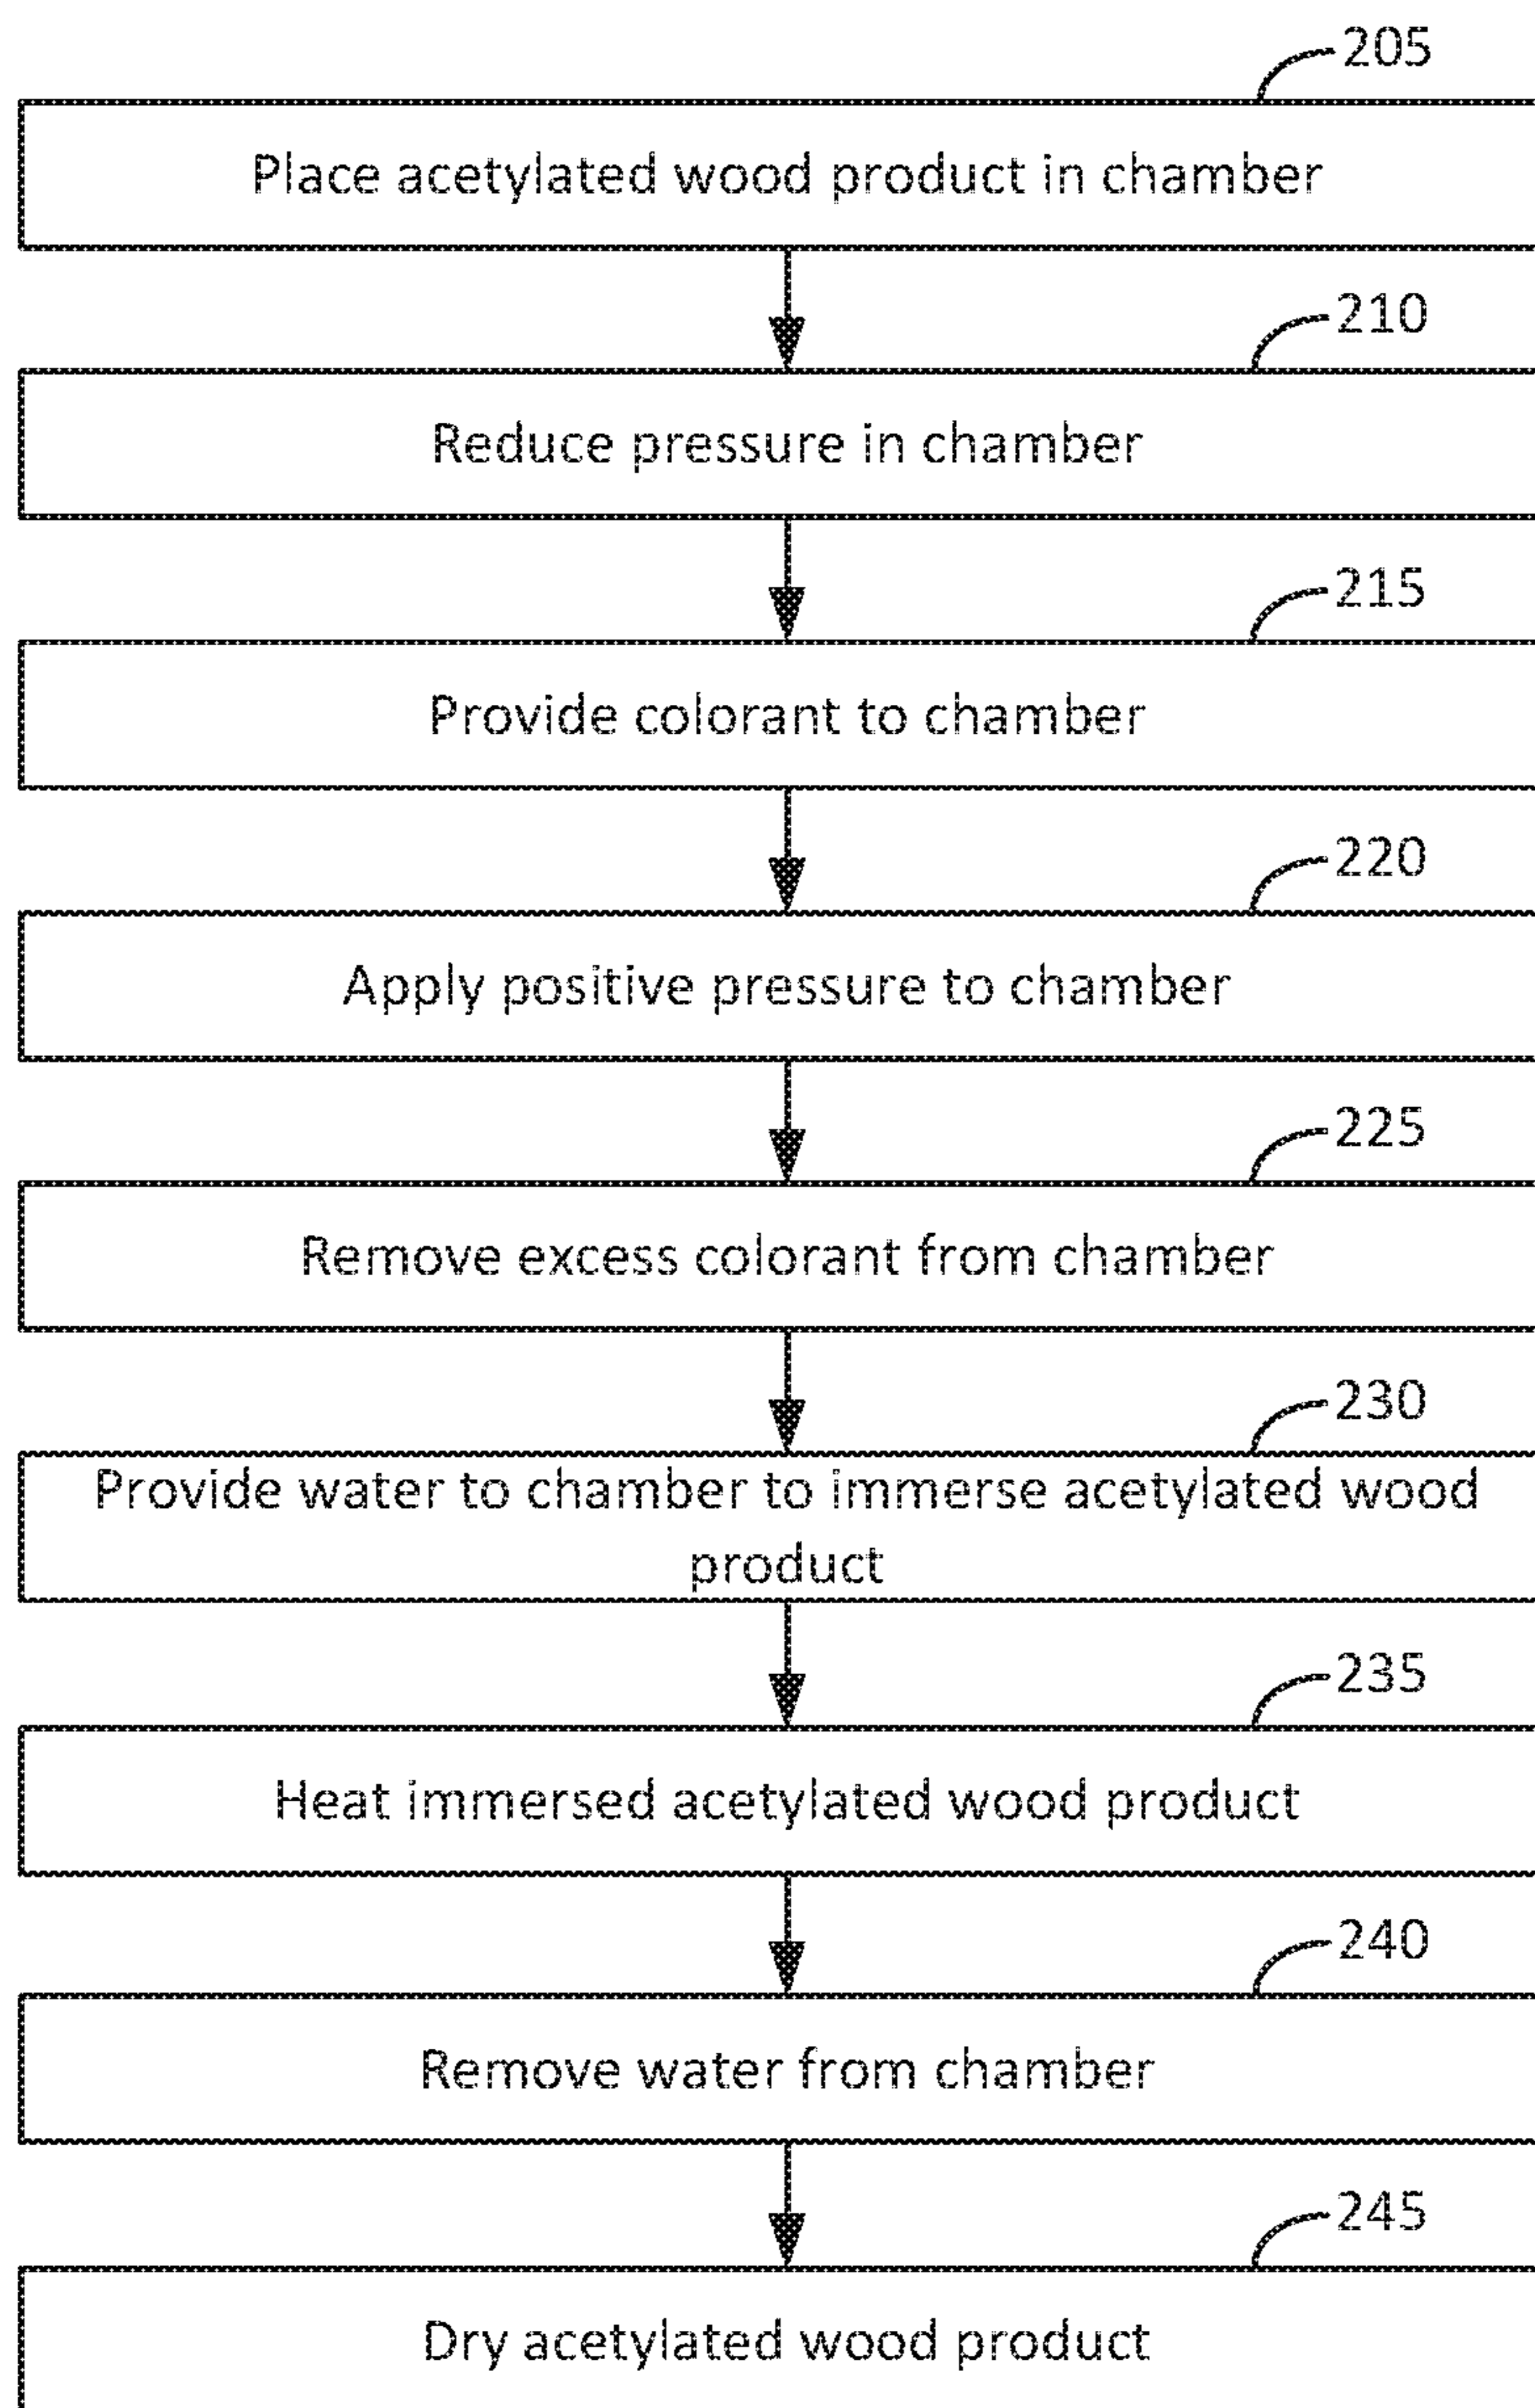 205
Place acetylated wood product in chamber
210
Reduce pressure in chamber
215
Provide colorant to chamber
220
Apply positive pressure to chamber
225
Remove excess colorant from chamber
230
Provide water to chamber to immerse acetylated wood
product
235
Heat immersed acetylated wood product
240
Remove water from chamber
245
Dry acetylated wood product